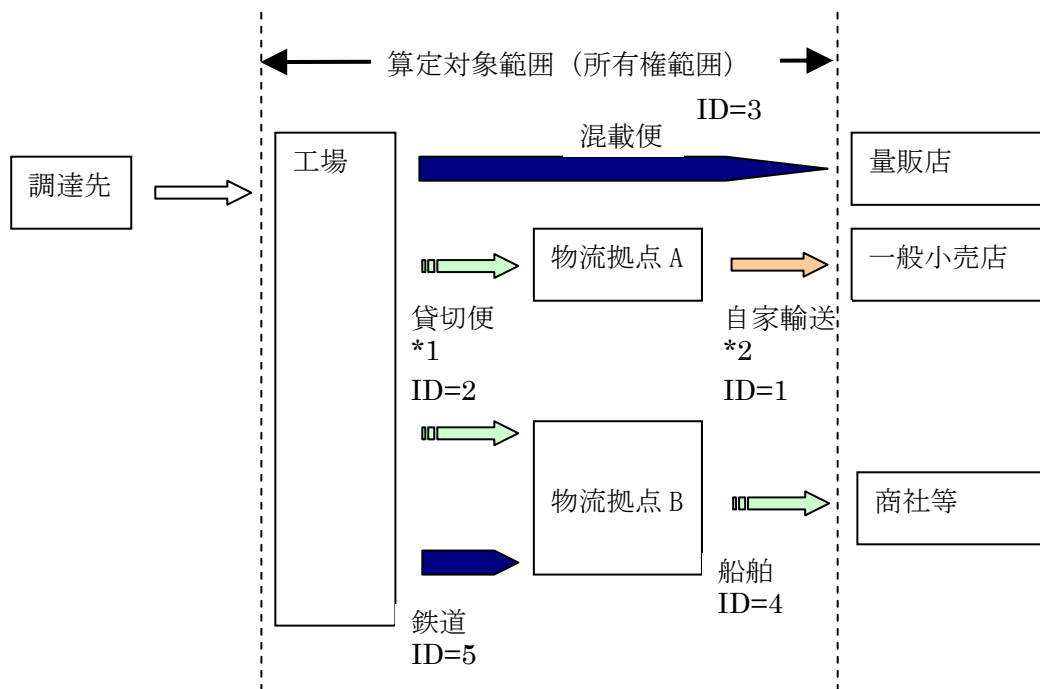 算定対象範囲（所有権範囲）
ID=3
混載便
工場
量販店
調達先
物流拠点 A
一般小売店
貸切便
*1
ID=2
自家輸送
*2
ID=1
物流拠点 B
商社等
船舶
ID=4
鉄道
ID=5